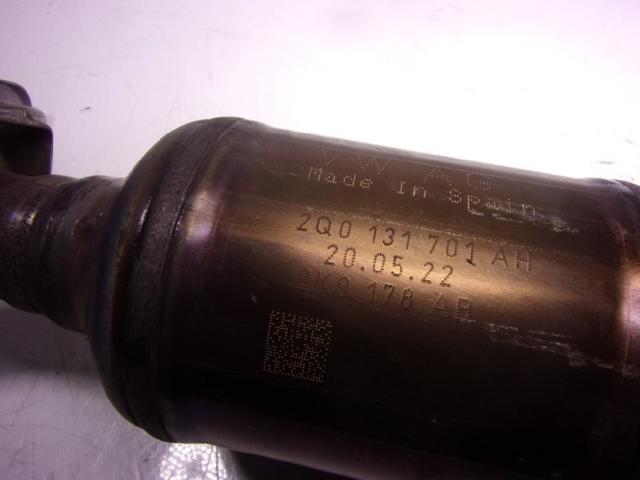 VW AG
Made In Spain
2Q0 131 701 AH
20.05.22
2K0 178 AB